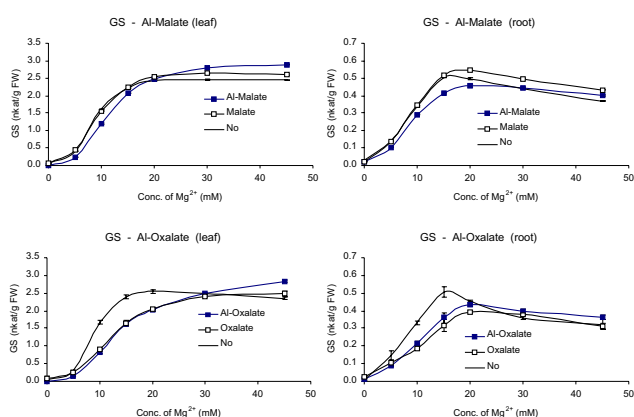 GS - Al-Malate (leaf)
GS (nkat/g FW)
3.5
3.0
2.5
2.0
1.5
1.0
0.5
0.0
0 10 20 30 40 50
Conc. of Mg²⁺ (mM)
Al-Malate
Malate
No
GS - Al-Malate (root)
GS (nkat/g FW)
0.7
0.6
0.5
0.4
0.3
0.2
0.1
0.0
0 10 20 30 40 50
Conc. of Mg²⁺ (mM)
Al-Malate
Malate
No
GS - Al-Oxalate (leaf)
GS (nkat/g FW)
3.5
3.0
2.5
2.0
1.5
1.0
0.5
0.0
0 10 20 30 40 50
Conc. of Mg²⁺ (mM)
Al-Oxalate
Oxalate
No
GS - Al-Oxalate (root)
GS (nkat/g FW)
0.7
0.6
0.5
0.4
0.3
0.2
0.1
0.0
0 10 20 30 40 50
Conc. of Mg²⁺ (mM)
Al-Oxalate
Oxalate
No